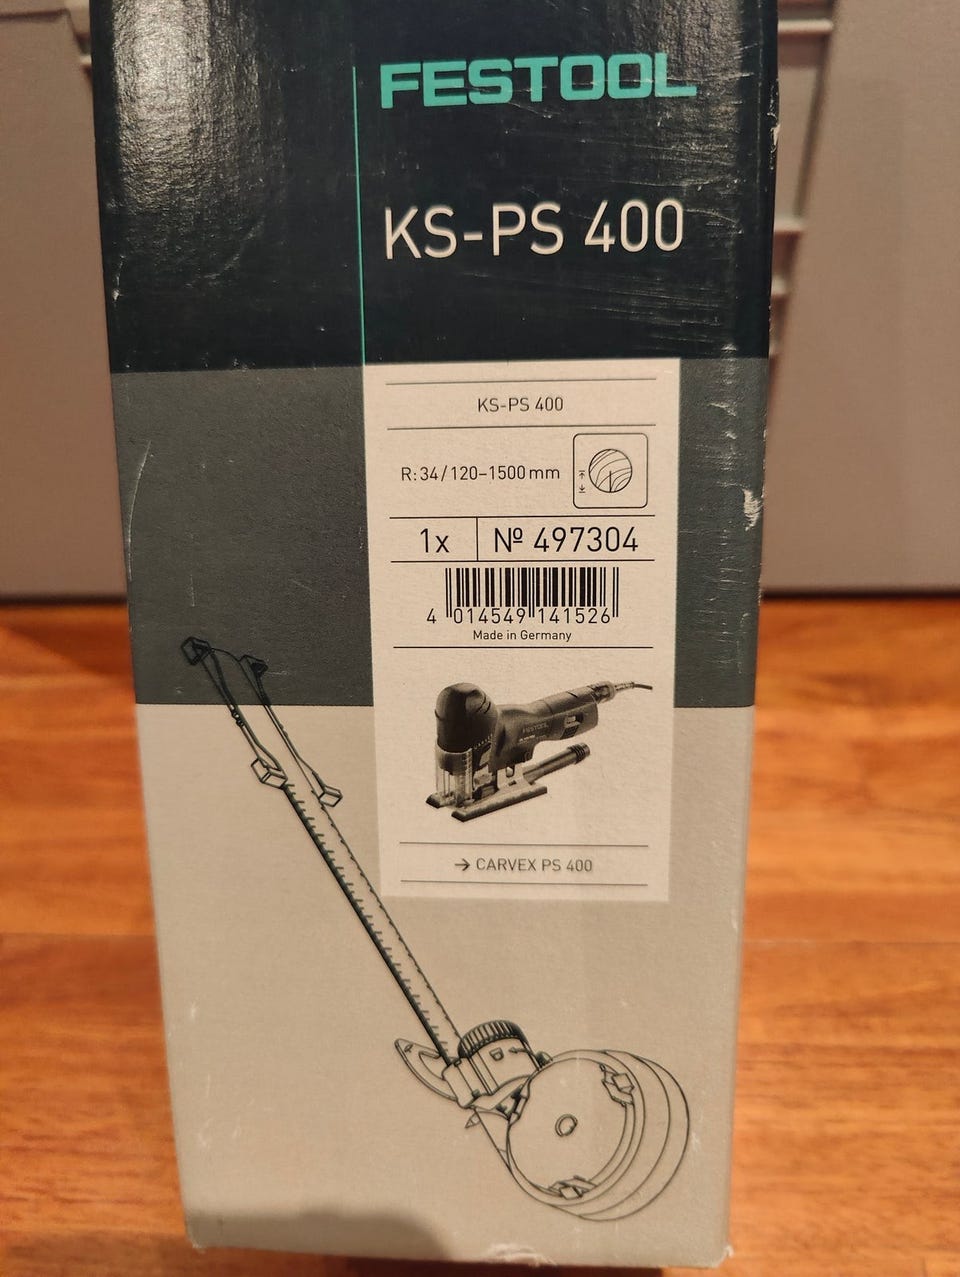 FESTOOL
KS-PS 400
KS-PS 400
R: 34/120–1500 mm
1x № 497304
4 014549 141526
Made in Germany
FESTOOL
→ CARVEX PS 400